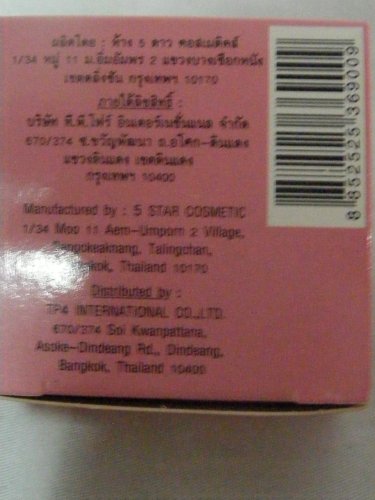 ผลิตโดย : ห้าง 5 ดาว คอสเมติคส์
1/34 หมู่ 11 ม.อิ่มอัมพร 2 แขวงบางเชือกหนัง
เขตตลิ่งชัน กรุงเทพฯ 10170
ภายใต้ลิขสิทธิ์ :
บริษัท ที.พี.โฟร์ อินเตอร์เนชั่นแนล จำกัด
670/374 ซ.ขวัญพัฒนา ถ.อโศก-ดินแดง
แขวงดินแดง เขตดินแดง
กรุงเทพฯ 10400
Manufactured by : 5 STAR COSMETIC
1/34 Moo 11 Aem-Umporn 2 Village,
Bangckeaknang, Talingchan,
Bangkok, Thailand 10170
Distributed by :
TP4 INTERNATIONAL CO.,LTD.
670/374 Soi Kwanpattana,
Asoke-Dindeang Rd., Dindeang,
Bangkok, Thailand 10400
8 852525 369009